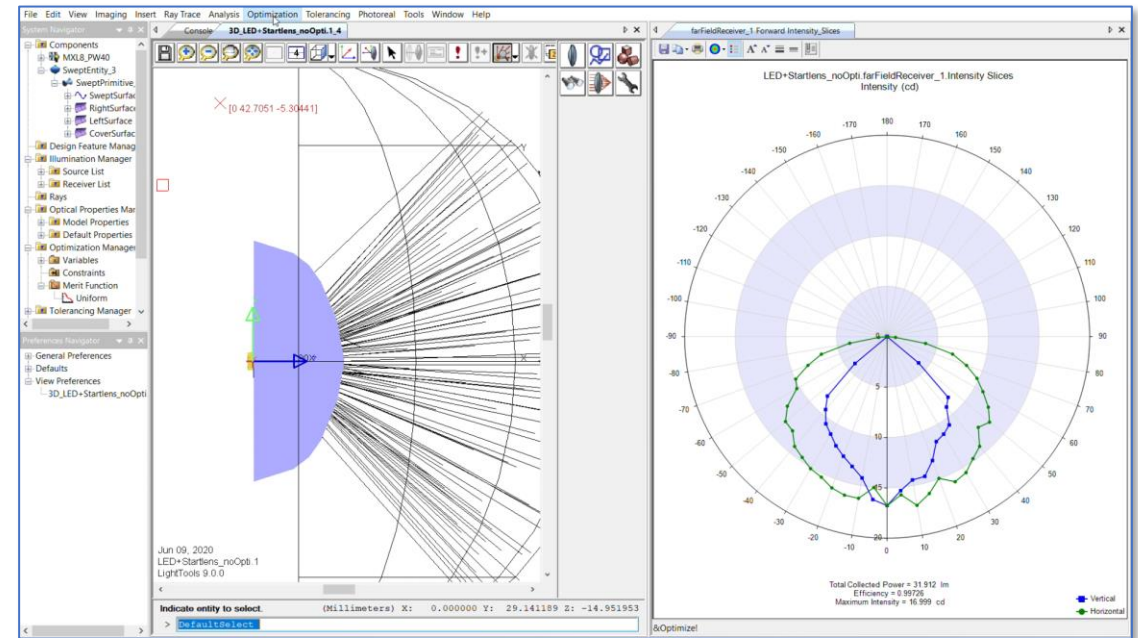 File Edit View Imaging Insert Ray Trace Analysis Optimization Tolerancing Photoreal Tools Window Help
System Navigator
Components
MXL8_PW40
SweptEntity_3
SweptPrimitive_
SweptSurfac
RightSurface
LeftSurface
CoverSurfac
Design Feature Manag
Illumination Manager
Source List
Receiver List
Rays
Optical Properties Mar
Model Properties
Default Properties
Optimization Manager
Variables
Constraints
Merit Function
Uniform
Tolerancing Manager
Preferences Navigator
General Preferences
Defaults
View Preferences
3D_LED+Startlens_noOpti
Console 3D_LED+Startlens_noOpti.1_4
4
[0 42.7051 -5.30441]
Y
X
Jun 09, 2020
LED+Startlens_noOpti.1
LightTools 9.0.0
Indicate entity to select. (Millimeters) X: 0.000000 Y: 29.141189 Z: -14.951953
> DefaultSelect
farFieldReceiver_1 Forward Intensity_Slices
LED+Startlens_noOpti.farFieldReceiver_1.Intensity Slices
Intensity (cd)
-170 180 170
-160 160
-150 150
-140 140
-130 130
-120 120
-110 110
-100 100
-90 0 90
-80 80
5
-70 70
10
-60 60
15
-50 50
-40 40
-30 30
-20 20 20
-10 0 10
Total Collected Power = 31.912 lm
Efficiency = 0.99726
Maximum Intensity = 16.999 cd
Vertical
Horizontal
&Optimize!